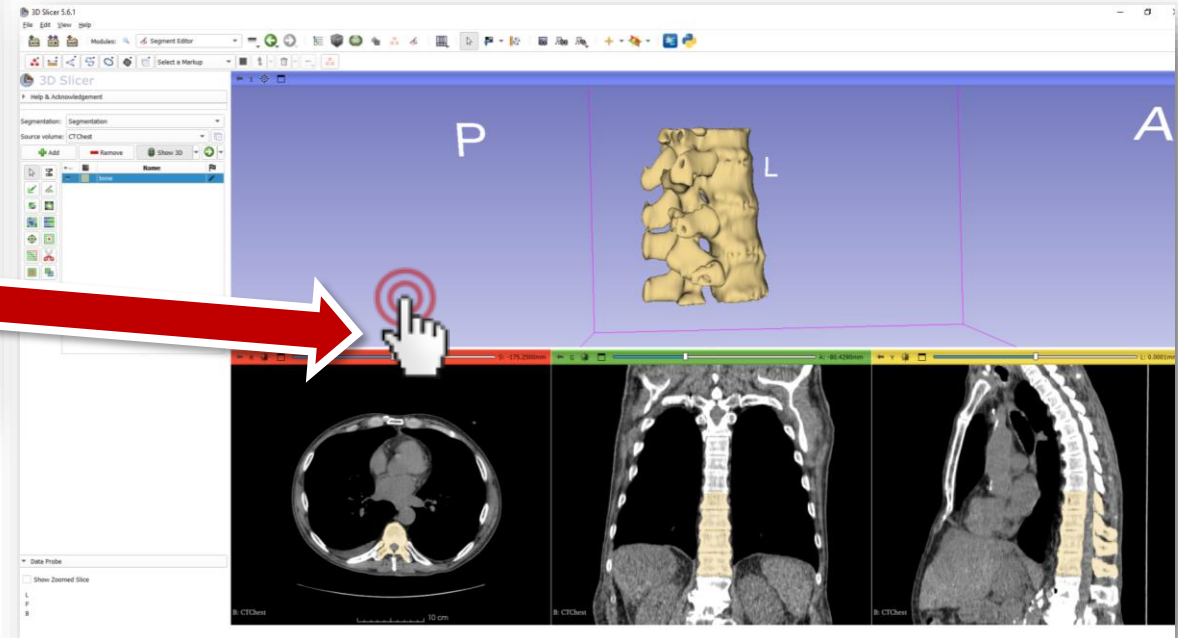 3D Slicer 5.6.1
File Edit View Help
Modules: Segment Editor
Select a Markup
3D Slicer
Help & Acknowledgement
Segmentation: Segmentation
Source volume: CTChest
Add Remove Show 3D
Name
bone
1
P
A
L
R S: -175.2500mm
G A: -80.4290mm
Y L: 0.0001mm
Data Probe
Show Zoomed Slice
L
F
B
B: CTChest
10 cm
B: CTChest
B: CTChest